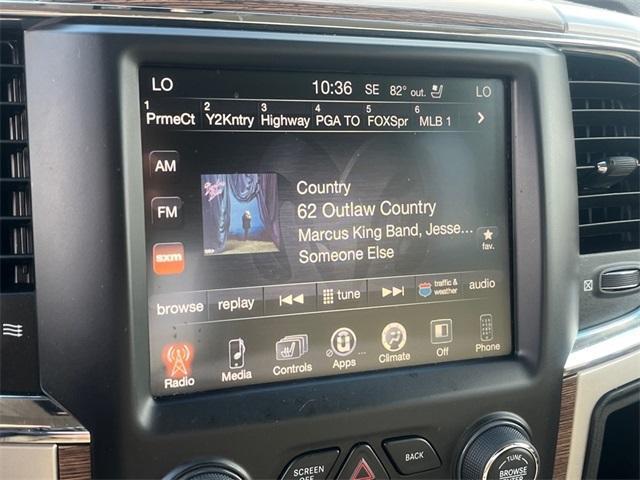 LO 10:36 SE 82° out. LO
1 PrmeCt 2 Y2Kntry 3 Highway 4 PGA TO 5 FOXSpr 6 MLB 1
AM
FM
sxm
Country
62 Outlaw Country
Marcus King Band, Jesse...
Someone Else
fav.
browse replay tune traffic & weather audio
Radio Media Controls Apps Climate Off Phone
SCREEN OFF
BACK
BROWSE